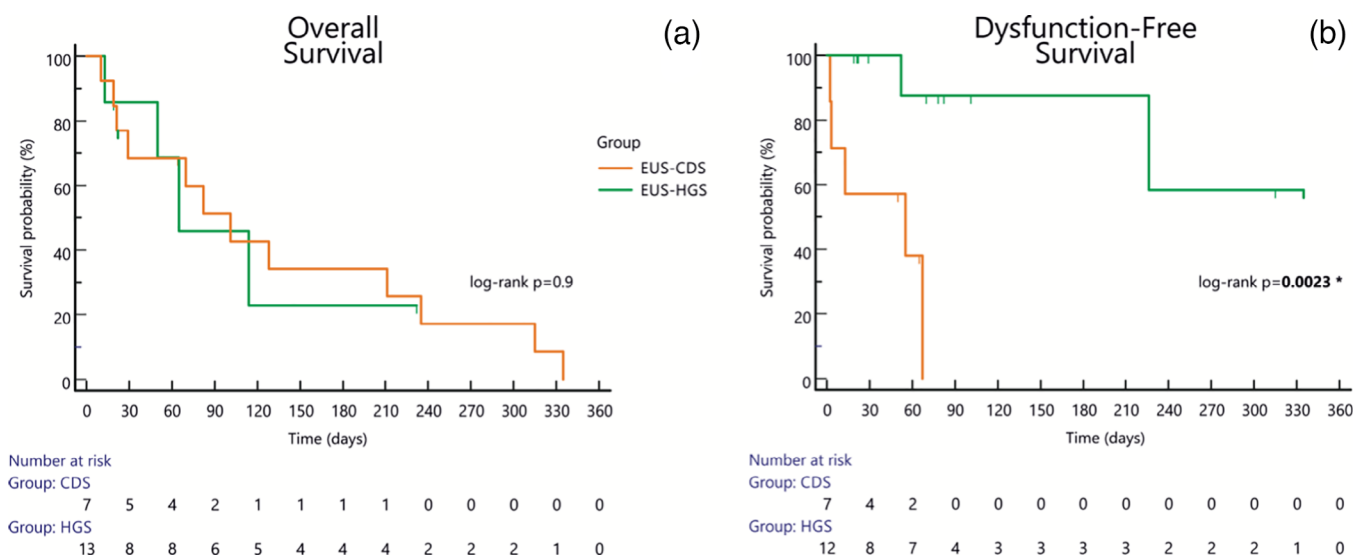 Overall
Survival
(a)
100
80
60
40
20
0
Survival probability (%)
Group
EUS-CDS
EUS-HGS
log-rank p=0.9
0 30 60 90 120 150 180 210 240 270 300 330 360
Time (days)
Number at risk
Group: CDS
7 5 4 2 1 1 1 1 0 0 0 0 0
Group: HGS
13 8 8 6 5 4 4 4 2 2 2 1 0
Dysfunction-Free
Survival
(b)
100
80
60
40
20
0
Survival probability (%)
log-rank p=0.0023 *
0 30 60 90 120 150 180 210 240 270 300 330 360
Time (days)
Number at risk
Group: CDS
7 4 2 0 0 0 0 0 0 0 0 0 0
Group: HGS
12 8 7 4 3 3 3 3 2 2 2 1 0